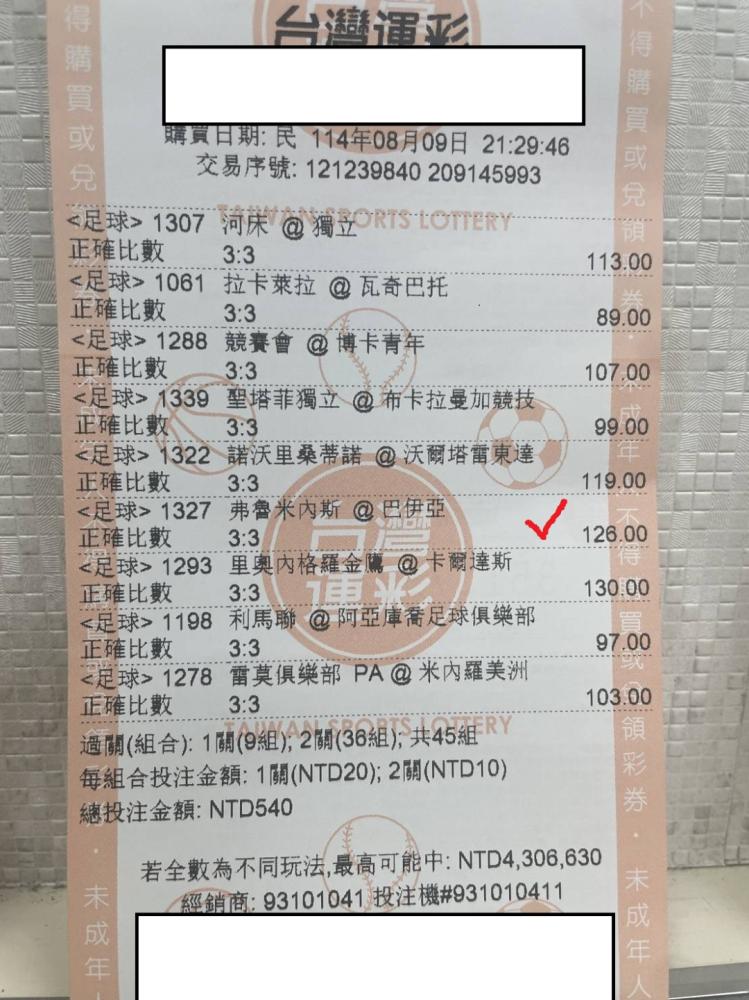 台灣運彩
購買日期: 民 114年08月09日 21:29:46
交易序號: 121239840 209145993
TAIWAN SPORTS LOTTERY
<足球> 1307 河床 @ 獨立
正確比數 3:3 113.00
<足球> 1061 拉卡萊拉 @ 瓦奇巴托
正確比數 3:3 89.00
<足球> 1288 競賽會 @ 博卡青年
正確比數 3:3 107.00
<足球> 1339 聖塔菲獨立 @ 布卡拉曼加競技
正確比數 3:3 99.00
<足球> 1322 諾沃里桑蒂諾 @ 沃爾塔雷東達
正確比數 3:3 119.00
<足球> 1327 弗魯米內斯 @ 巴伊亞
正確比數 3:3 126.00
<足球> 1293 里奧內格羅金鷹 @ 卡爾達斯
正確比數 3:3 130.00
<足球> 1198 利馬聯 @ 阿亞庫喬足球俱樂部
正確比數 3:3 97.00
<足球> 1278 雷莫俱樂部 PA @ 米內羅美洲
正確比數 3:3 103.00
台灣運彩
TAIWAN SPORTS LOTTERY
過關(組合): 1關(9組); 2關(36組); 共45組
每組合投注金額: 1關(NTD20); 2關(NTD10)
總投注金額: NTD540
若全數為不同玩法,最高可能中: NTD4,306,630
經銷商: 93101041 投注機#931010411
得購買或兌
未成年人
不得購買或兌領
券・未成年
不得購買或兌領彩券・未成年人